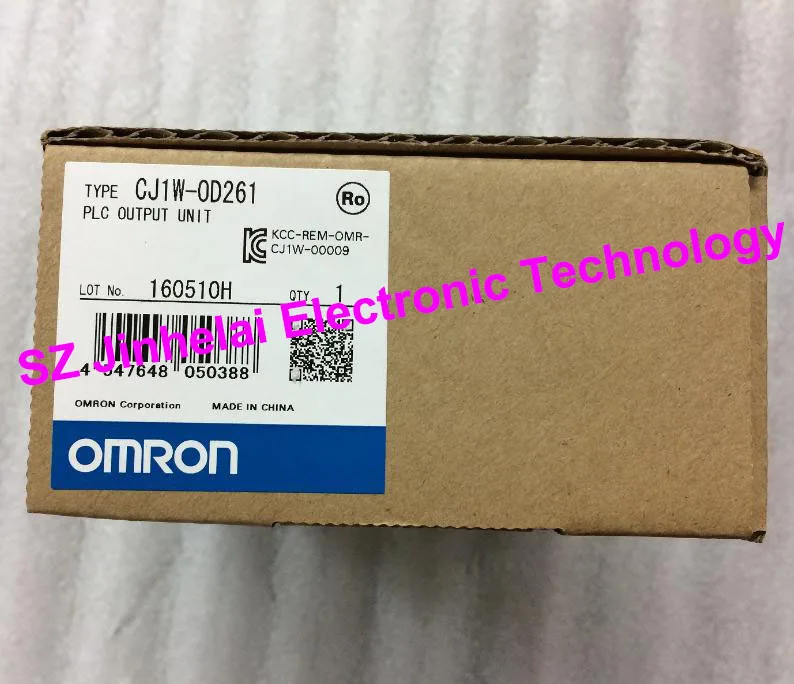 TYPE CJ1W-OD261
Ro
PLC OUTPUT UNIT
KCC-REM-OMR-
CJ1W-00009
LOT No. 160510H QTY 1
SZ Jinhelai Electronic Technology
4 547648 050388
OMRON Corporation MADE IN CHINA
OMRON